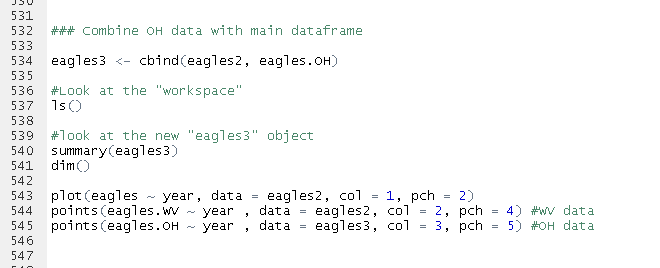 530
531
532 ### Combine OH data with main dataframe
533
534 eagles3 <- cbind(eagles2, eagles.OH)
535
536 #Look at the "workspace"
537 ls()
538
539 #look at the new "eagles3" object
540 summary(eagles3)
541 dim()
542
543 plot(eagles ~ year, data = eagles2, col = 1, pch = 2)
544 points(eagles.WV ~ year , data = eagles2, col = 2, pch = 4) #WV data
545 points(eagles.OH ~ year , data = eagles3, col = 3, pch = 5) #OH data
546
547